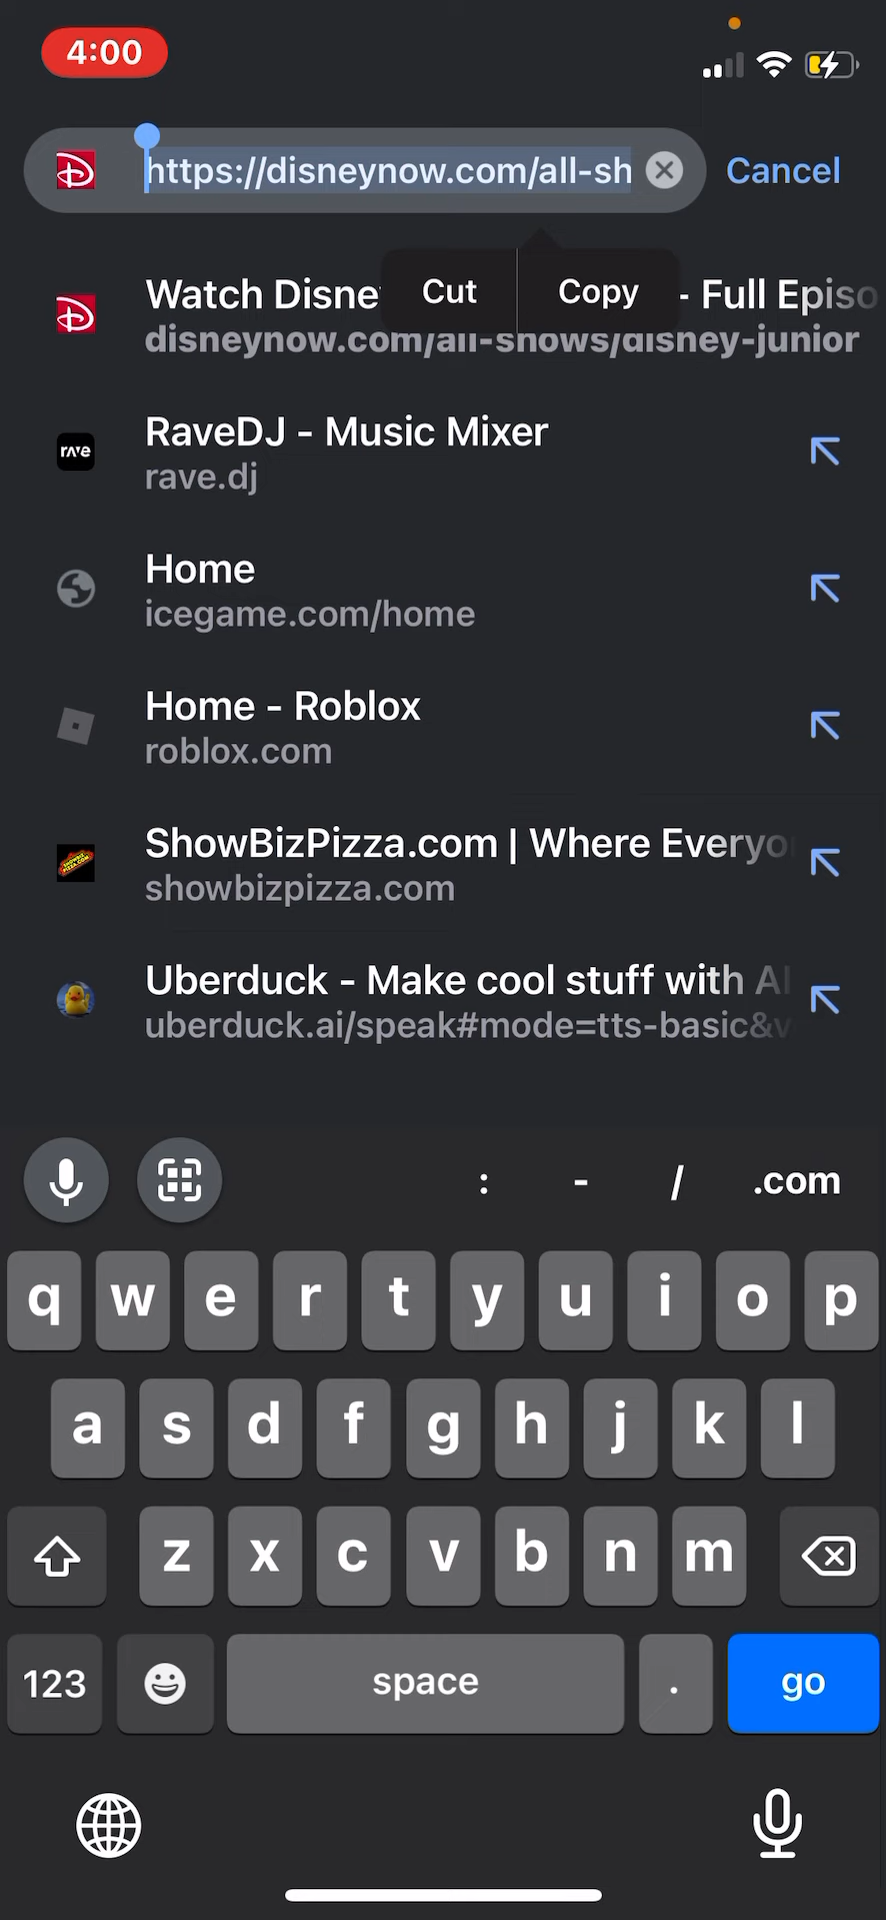 4:00
https://disneynow.com/all-sh
Cancel
Cut
Copy
Watch Disne - Full Episo
disneynow.com/all-shows/disney-junior
RaveDJ - Music Mixer
rave.dj
rave
Home
icegame.com/home
Home - Roblox
roblox.com
ShowBizPizza.com | Where Everyo
showbizpizza.com
Uberduck - Make cool stuff with AI
uberduck.ai/speak#mode=tts-basic&v
: - / .com
q w e r t y u i o p
a s d f g h j k l
z x c v b n m
123 space . go